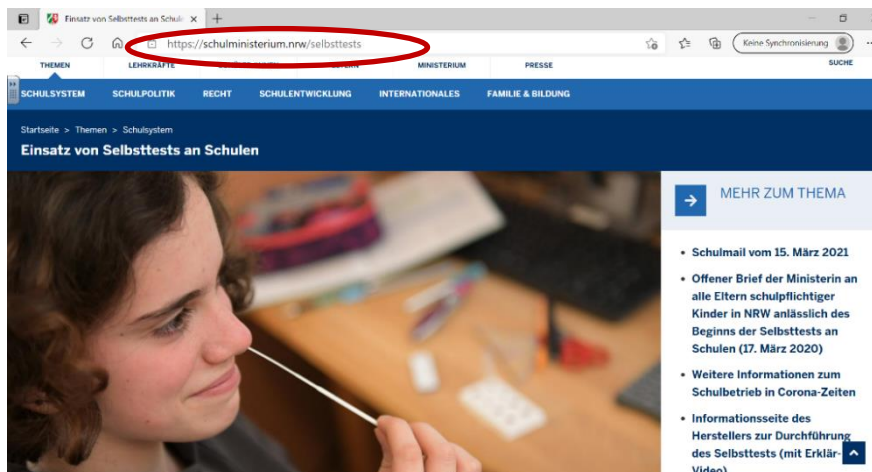 Einsatz von Selbsttests an Schule
https://schulministerium.nrw/selbsttests
Keine Synchronisierung
THEMEN LEHRKRÄFTE MINISTERIUM PRESSE SUCHE
SCHULSYSTEM SCHULPOLITIK RECHT SCHULENTWICKLUNG INTERNATIONALES FAMILIE & BILDUNG
Startseite > Themen > Schulsystem
Einsatz von Selbsttests an Schulen
MEHR ZUM THEMA
• Schulmail vom 15. März 2021
• Offener Brief der Ministerin an
alle Eltern schulpflichtiger
Kinder in NRW anlässlich des
Beginns der Selbsttests an
Schulen (17. März 2020)
• Weitere Informationen zum
Schulbetrieb in Corona-Zeiten
• Informationsseite des
Herstellers zur Durchführung
des Selbsttests (mit Erklär-
Video)